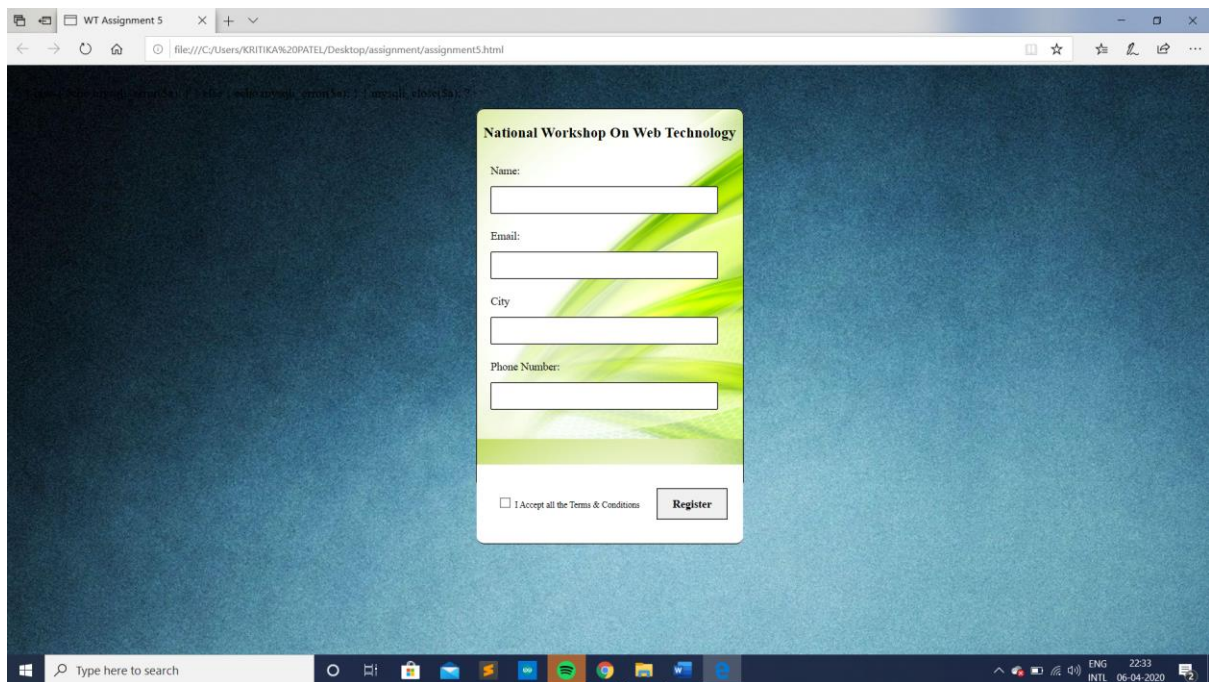 WT Assignment 5
file:///C:/Users/KRITIKA%20PATEL/Desktop/assignment/assignment5.html
National Workshop On Web Technology
Name:
Email:
City
Phone Number:
I Accept all the Terms & Conditions
Register
Type here to search
ENG
22:33
INTL
06-04-2020